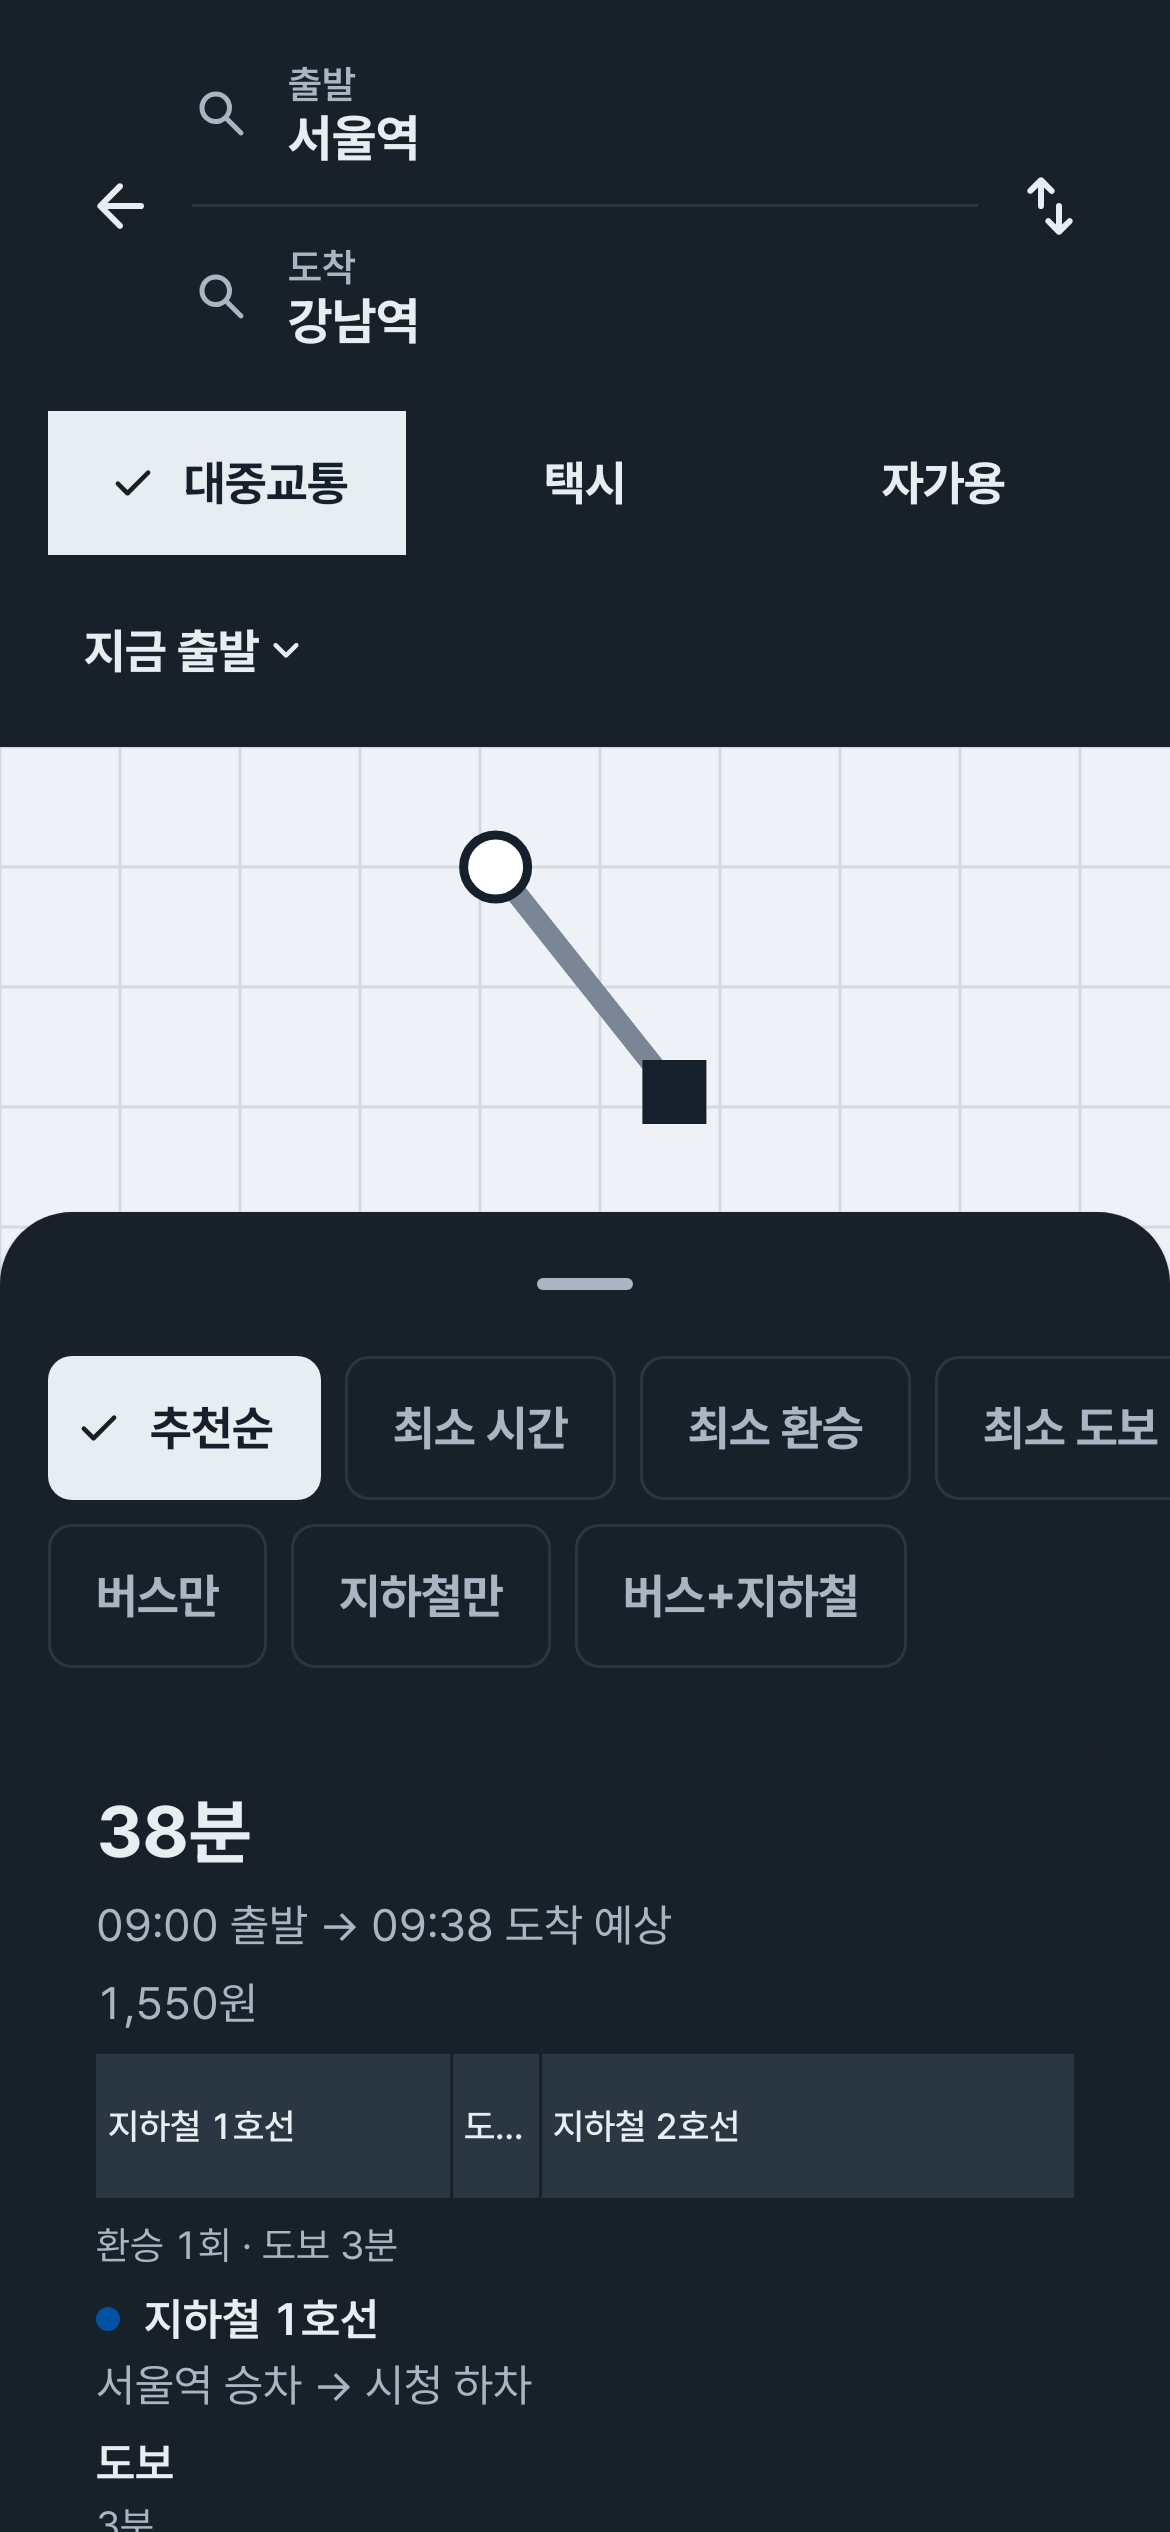 출발
서울역
도착
강남역
대중교통 택시 자가용
지금 출발
추천순 최소 시간 최소 환승 최소 도보
버스만 지하철만 버스+지하철
38분
09:00 출발 → 09:38 도착 예상
1,550원
지하철 1호선 도... 지하철 2호선
환승 1회 · 도보 3분
지하철 1호선
서울역 승차 → 시청 하차
도보
3분